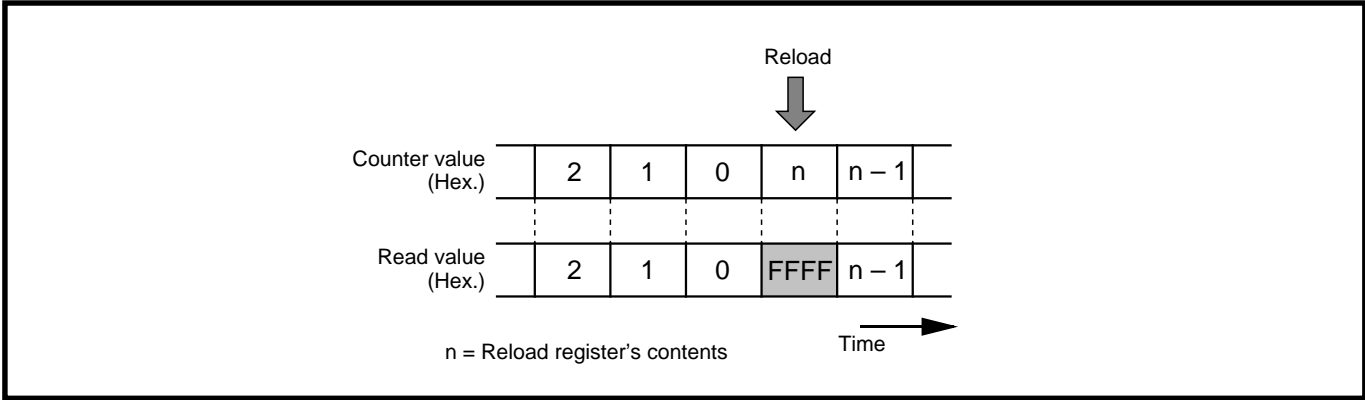 Reload
Counter value
(Hex.)
2 1 0 n n – 1
Read value
(Hex.)
2 1 0 FFFF n – 1
Time
n = Reload register’s contents